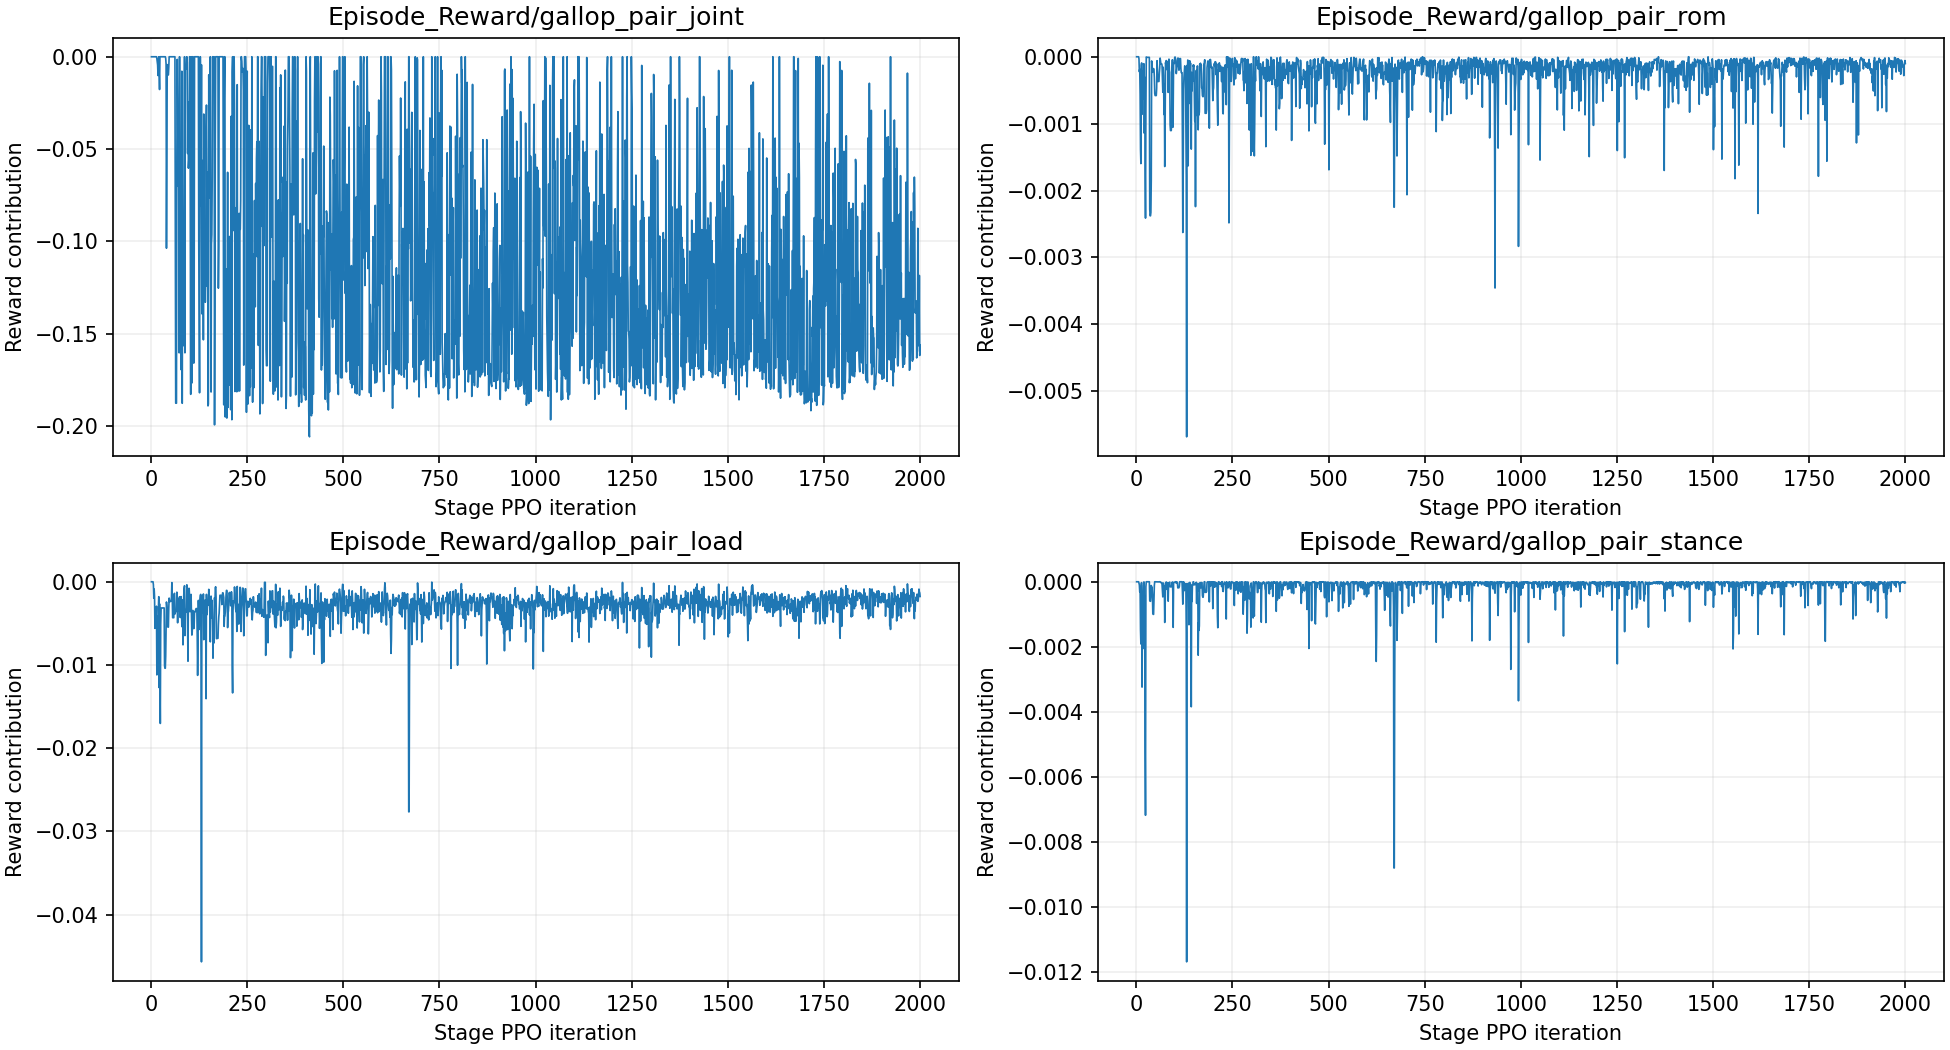 Episode_Reward/gallop_pair_joint
Reward contribution
0.00
−0.05
−0.10
−0.15
−0.20
0 250 500 750 1000 1250 1500 1750 2000
Stage PPO iteration
Episode_Reward/gallop_pair_rom
Reward contribution
0.000
−0.001
−0.002
−0.003
−0.004
−0.005
0 250 500 750 1000 1250 1500 1750 2000
Stage PPO iteration
Episode_Reward/gallop_pair_load
Reward contribution
0.00
−0.01
−0.02
−0.03
−0.04
0 250 500 750 1000 1250 1500 1750 2000
Stage PPO iteration
Episode_Reward/gallop_pair_stance
Reward contribution
0.000
−0.002
−0.004
−0.006
−0.008
−0.010
−0.012
0 250 500 750 1000 1250 1500 1750 2000
Stage PPO iteration